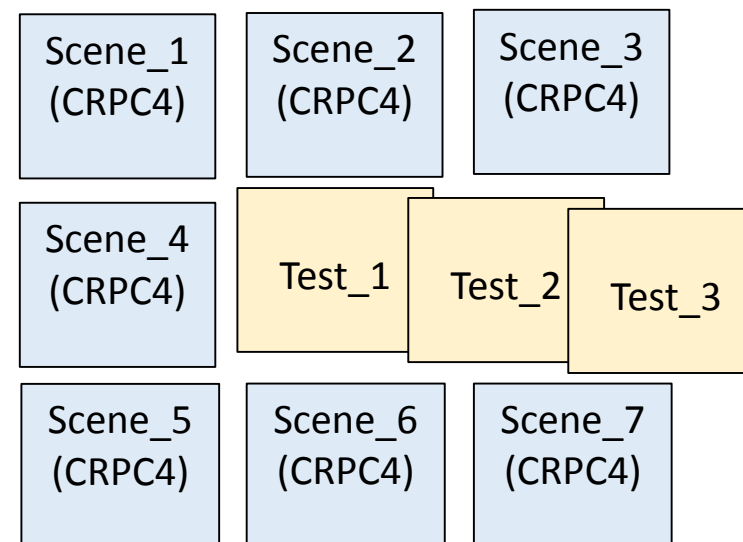 Scene_1
(CRPC4)
Scene_2
(CRPC4)
Scene_3
(CRPC4)
Scene_4
(CRPC4)
Test_1
Test_2
Test_3
Scene_5
(CRPC4)
Scene_6
(CRPC4)
Scene_7
(CRPC4)